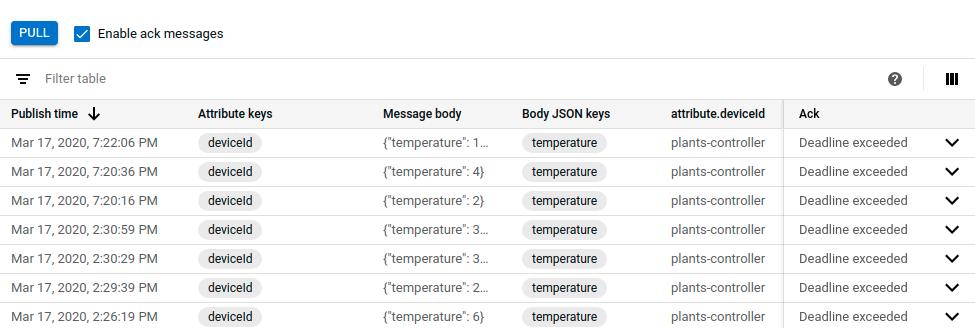 PULL Enable ack messages
Filter table
Publish time Attribute keys Message body Body JSON keys attribute.deviceId Ack
Mar 17, 2020, 7:22:06 PM deviceId {"temperature": 1... temperature plants-controller Deadline exceeded
Mar 17, 2020, 7:20:36 PM deviceId {"temperature": 4} temperature plants-controller Deadline exceeded
Mar 17, 2020, 7:20:16 PM deviceId {"temperature": 2} temperature plants-controller Deadline exceeded
Mar 17, 2020, 2:30:59 PM deviceId {"temperature": 3... temperature plants-controller Deadline exceeded
Mar 17, 2020, 2:30:29 PM deviceId {"temperature": 3... temperature plants-controller Deadline exceeded
Mar 17, 2020, 2:29:39 PM deviceId {"temperature": 2... temperature plants-controller Deadline exceeded
Mar 17, 2020, 2:26:19 PM deviceId {"temperature": 6} temperature plants-controller Deadline exceeded